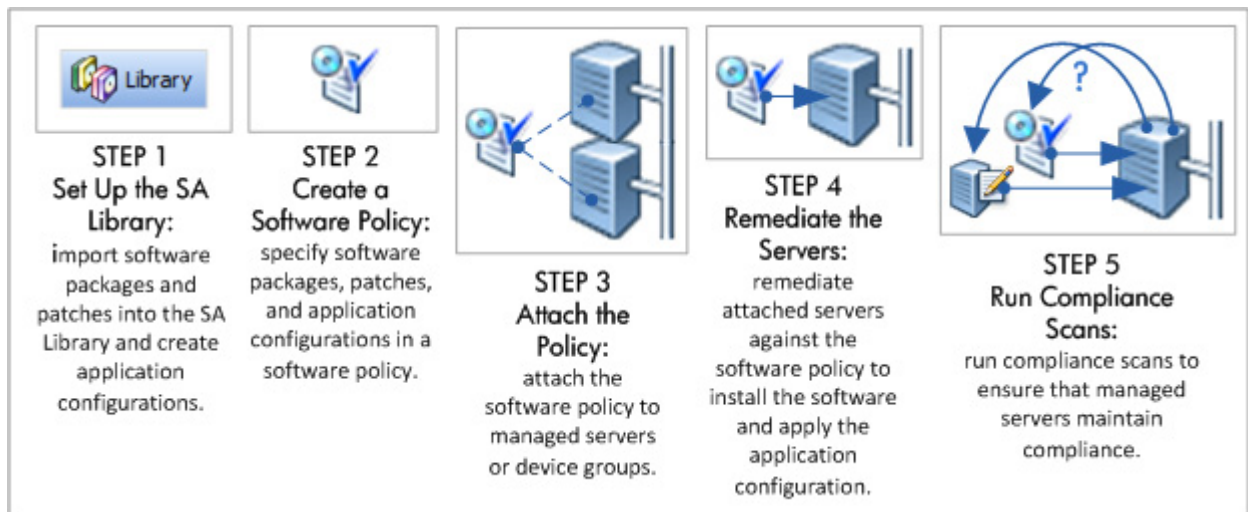 Library
STEP 1
Set Up the SA
Library:
import software
packages and
patches into the SA
Library and create
application
configurations.
STEP 2
Create a
Software Policy:
specify software
packages, patches,
and application
configurations in a
software policy.
STEP 3
Attach the
Policy:
attach the
software policy to
managed servers
or device groups.
STEP 4
Remediate the
Servers:
remediate
attached servers
against the
software policy to
install the software
and apply the
application
configuration.
?
STEP 5
Run Compliance
Scans:
run compliance scans to
ensure that managed
servers maintain
compliance.